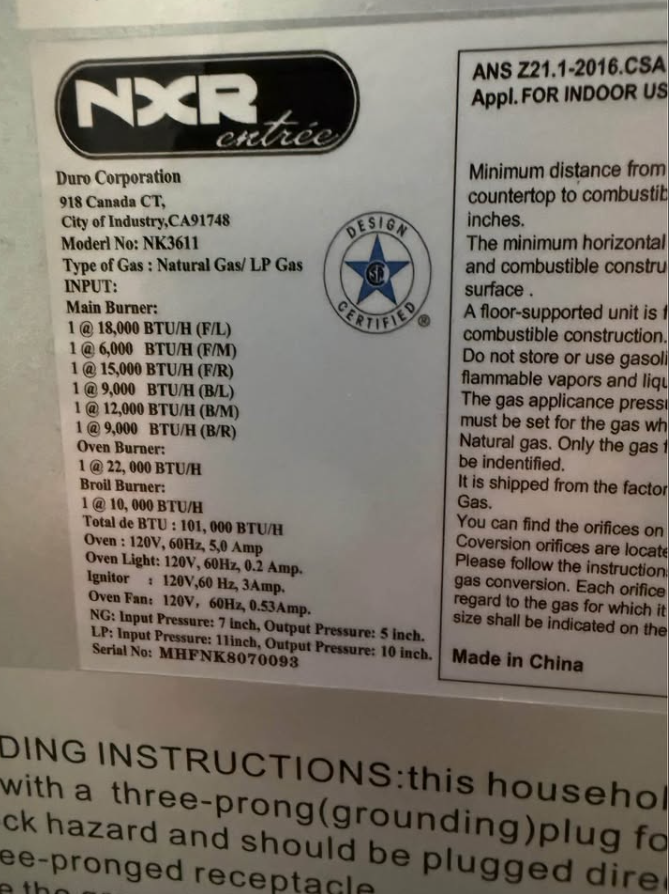 NXR
entrée
Duro Corporation
918 Canada CT,
City of Industry,CA91748
Moderl No: NK3611
Type of Gas : Natural Gas/ LP Gas
INPUT:
Main Burner:
1 @ 18,000 BTU/H (F/L)
1 @ 6,000 BTU/H (F/M)
1 @ 15,000 BTU/H (F/R)
1 @ 9,000 BTU/H (B/L)
1 @ 12,000 BTU/H (B/M)
1 @ 9,000 BTU/H (B/R)
Oven Burner:
1 @ 22, 000 BTU/H
Broil Burner:
1 @ 10, 000 BTU/H
Total de BTU : 101, 000 BTU/H
Oven : 120V, 60Hz, 5,0 Amp
Oven Light: 120V, 60Hz, 0.2 Amp.
Ignitor : 120V,60 Hz, 3Amp.
Oven Fan: 120V, 60Hz, 0.53Amp.
NG: Input Pressure: 7 inch, Output Pressure: 5 inch.
LP: Input Pressure: 11inch, Output Pressure: 10 inch.
Serial No: MHFNK8070093
DESIGN
CERTIFIED
®
ANS Z21.1-2016.CSA
Appl. FOR INDOOR US
Minimum distance from
countertop to combustib
inches.
The minimum horizontal
and combustible constru
surface .
A floor-supported unit is f
combustible construction.
Do not store or use gasoli
flammable vapors and liqu
The gas applicance pressu
must be set for the gas wh
Natural gas. Only the gas f
be indentified.
It is shipped from the factor
Gas.
You can find the orifices on
Coversion orifices are locate
Please follow the instruction
gas conversion. Each orifice
regard to the gas for which it
size shall be indicated on the
Made in China
DING INSTRUCTIONS:this househol
with a three-prong(grounding)plug fo
ck hazard and should be plugged dire
ee-pronged receptacle